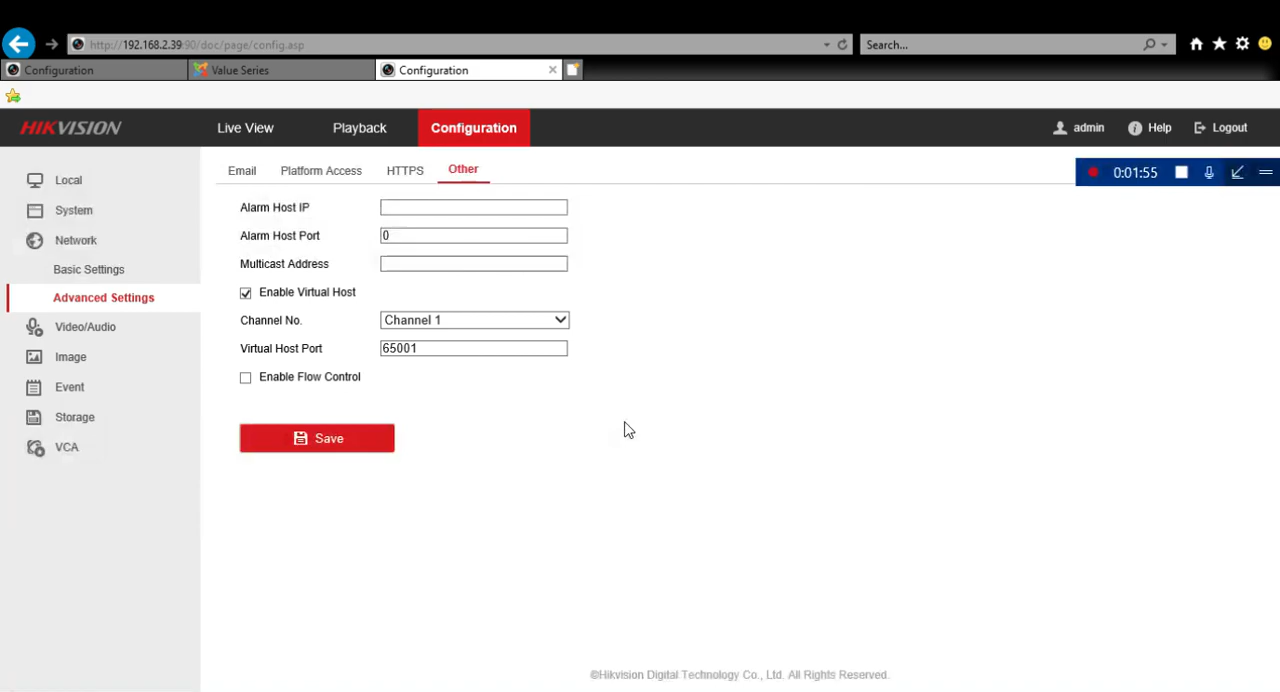 http://192.168.2.39:90/doc/page/config.asp
Search...
Configuration
Value Series
Configuration
HIKVISION
Live View
Playback
Configuration
admin
Help
Logout
Email
Platform Access
HTTPS
Other
0:01:55
Local
System
Network
Basic Settings
Advanced Settings
Video/Audio
Image
Event
Storage
VCA
Alarm Host IP
Alarm Host Port
0
Multicast Address
Enable Virtual Host
Channel No.
Channel 1
Virtual Host Port
65001
Enable Flow Control
Save
©Hikvision Digital Technology Co., Ltd. All Rights Reserved.